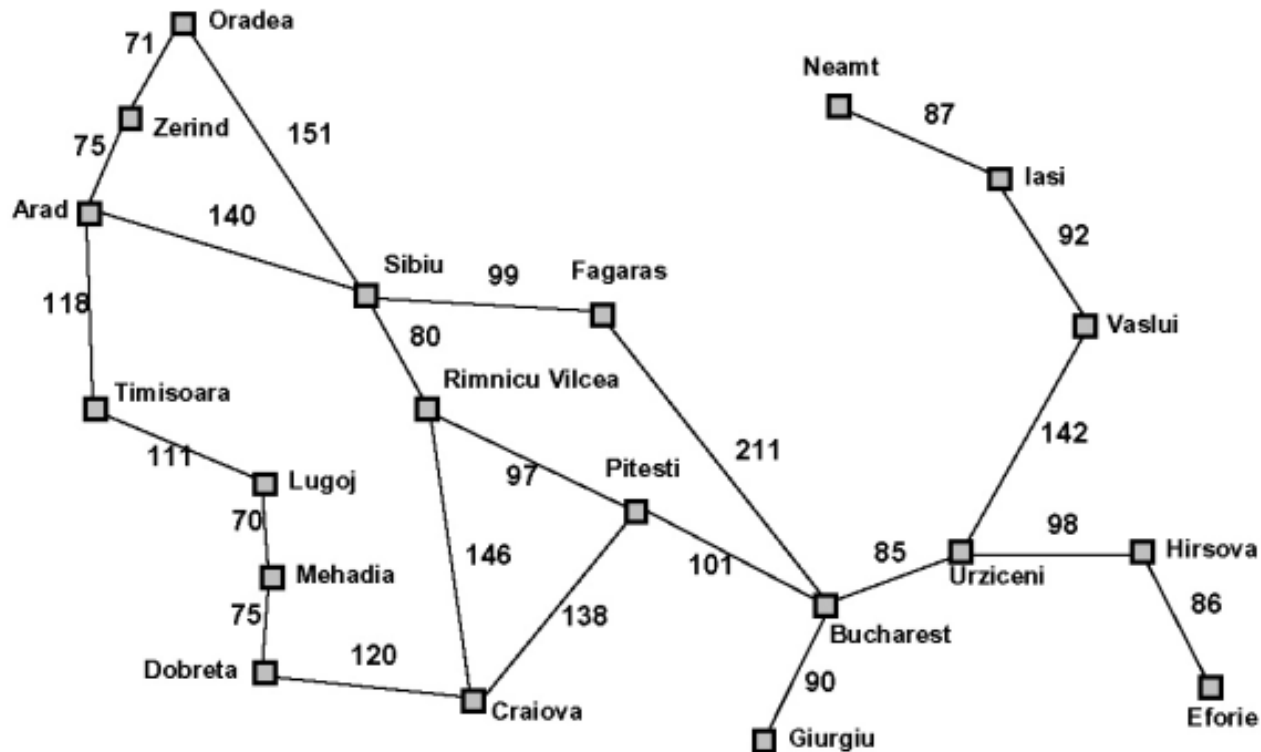 Oradea
71
Neamt
87
Zerind
151
75
Iasi
Arad
140
92
Sibiu
99
Fagaras
118
Vaslui
80
Rimnicu Vilcea
Timisoara
142
111
211
Pitesti
Lugoj
97
70
98
Hirsova
146
85
101
Urziceni
Mehadia
86
75
138
Bucharest
120
Dobreta
90
Craiova
Eforie
Giurgiu